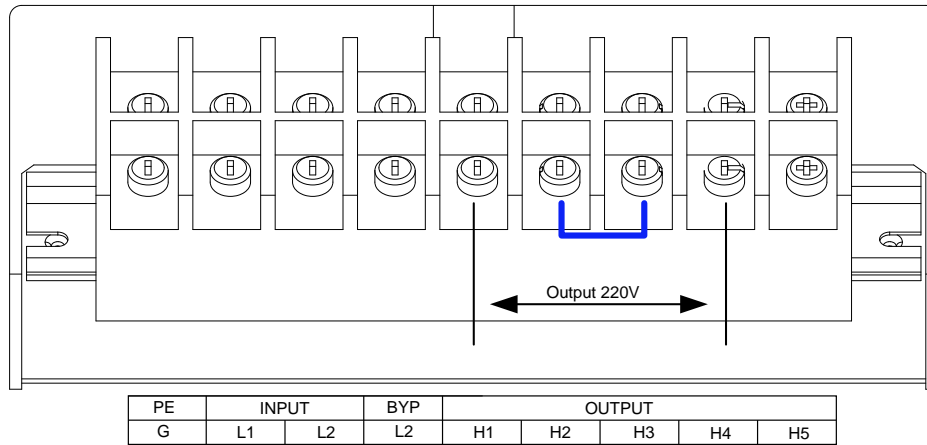 Output 220V
PE INPUT BYP OUTPUT
G L1 L2 L2 H1 H2 H3 H4 H5